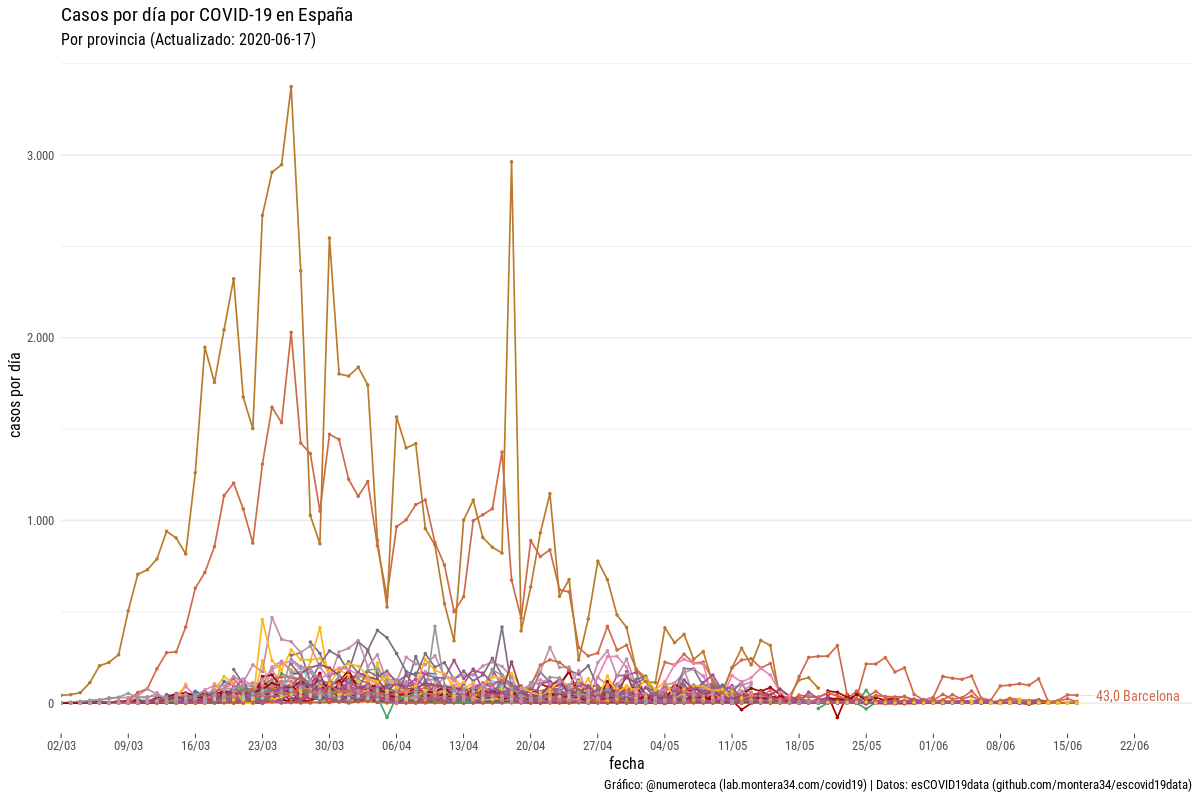 Casos por día por COVID-19 en España
Por provincia (Actualizado: 2020-06-17)
casos por día
3.000
2.000
1.000
0
43,0 Barcelona
02/03 09/03 16/03 23/03 30/03 06/04 13/04 20/04 27/04 04/05 11/05 18/05 25/05 01/06 08/06 15/06 22/06
fecha
Gráfico: @numeroteca (lab.montera34.com/covid19) | Datos: esCOVID19data (github.com/montera34/escovid19data)